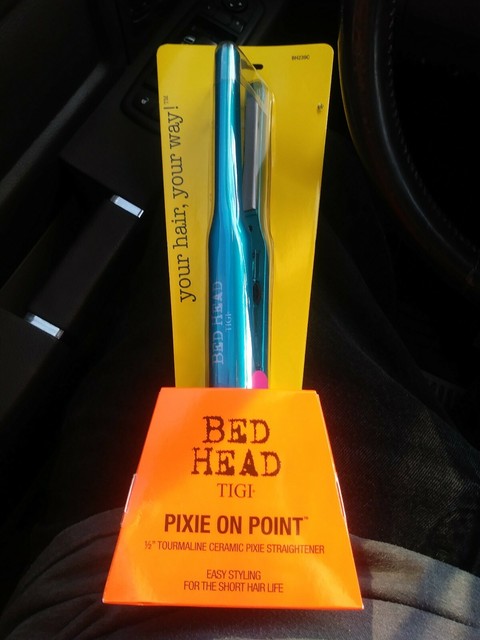 BH239C
your hair, your way!™
BED HEAD
TIGI
BED
HEAD
TIGI®
PIXIE ON POINT™
½" TOURMALINE CERAMIC PIXIE STRAIGHTENER
EASY STYLING
FOR THE SHORT HAIR LIFE